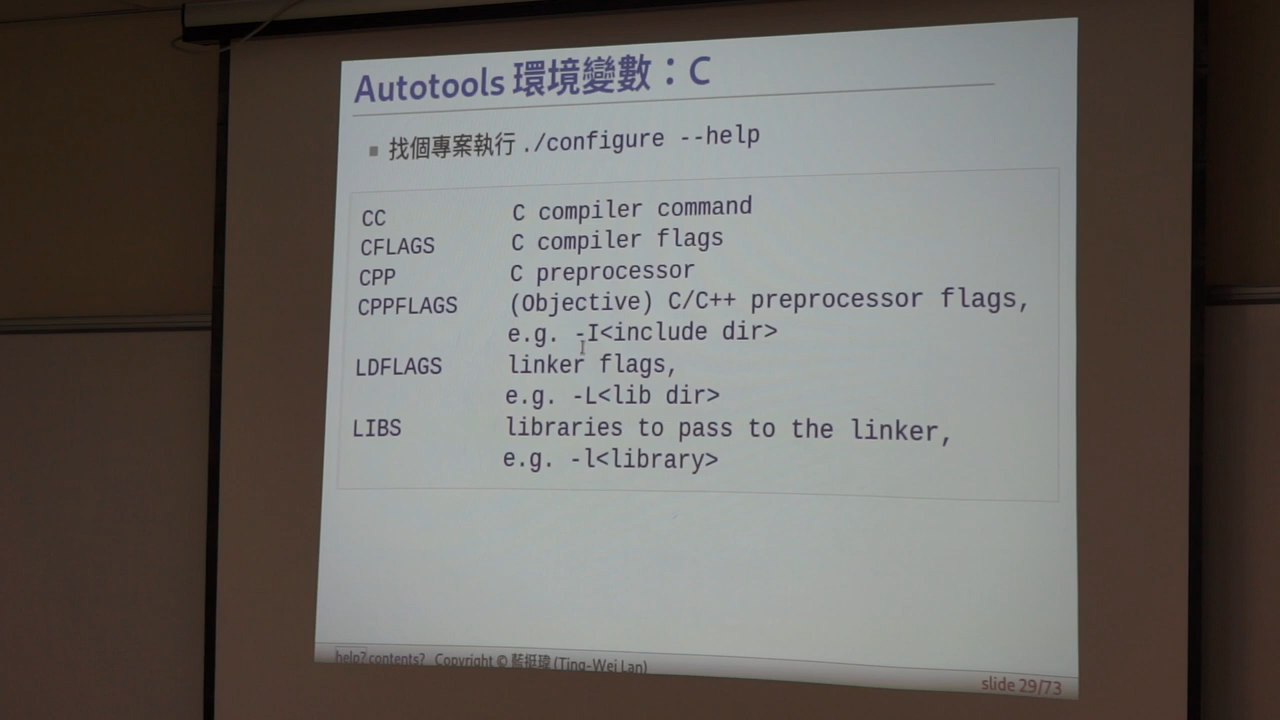 Autotools 環境變數：C
找個專案執行 ./configure --help
CC C compiler command
CFLAGS C compiler flags
CPP C preprocessor
CPPFLAGS (Objective) C/C++ preprocessor flags,
e.g. -I<include dir>
LDFLAGS linker flags,
e.g. -L<lib dir>
LIBS libraries to pass to the linker,
e.g. -l<library>
help? contents? Copyright © 藍挺瑋 (Ting-Wei Lan)
slide 29/73